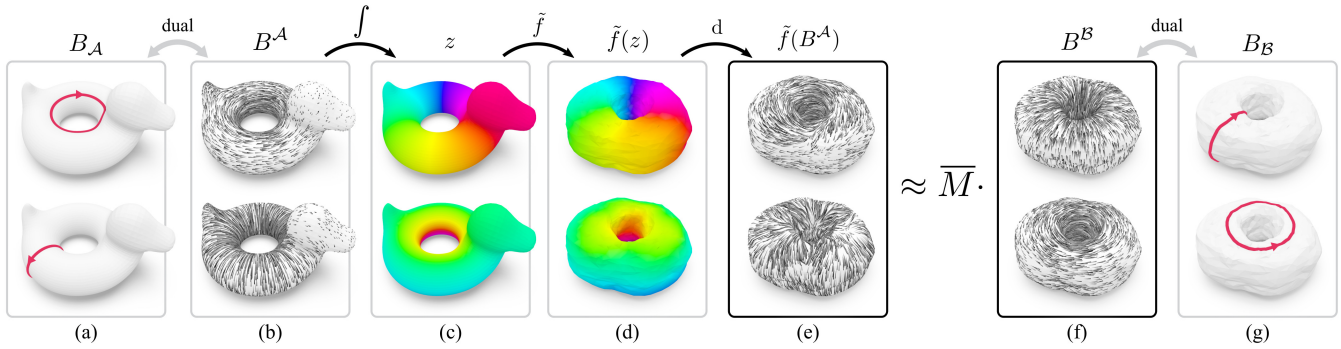 dual ∫ f̃ d dual
B_𝒜 B^𝒜 z f̃(z) f̃(B^𝒜) B^ℬ B_ℬ
≈ M̅·
(a) (b) (c) (d) (e) (f) (g)